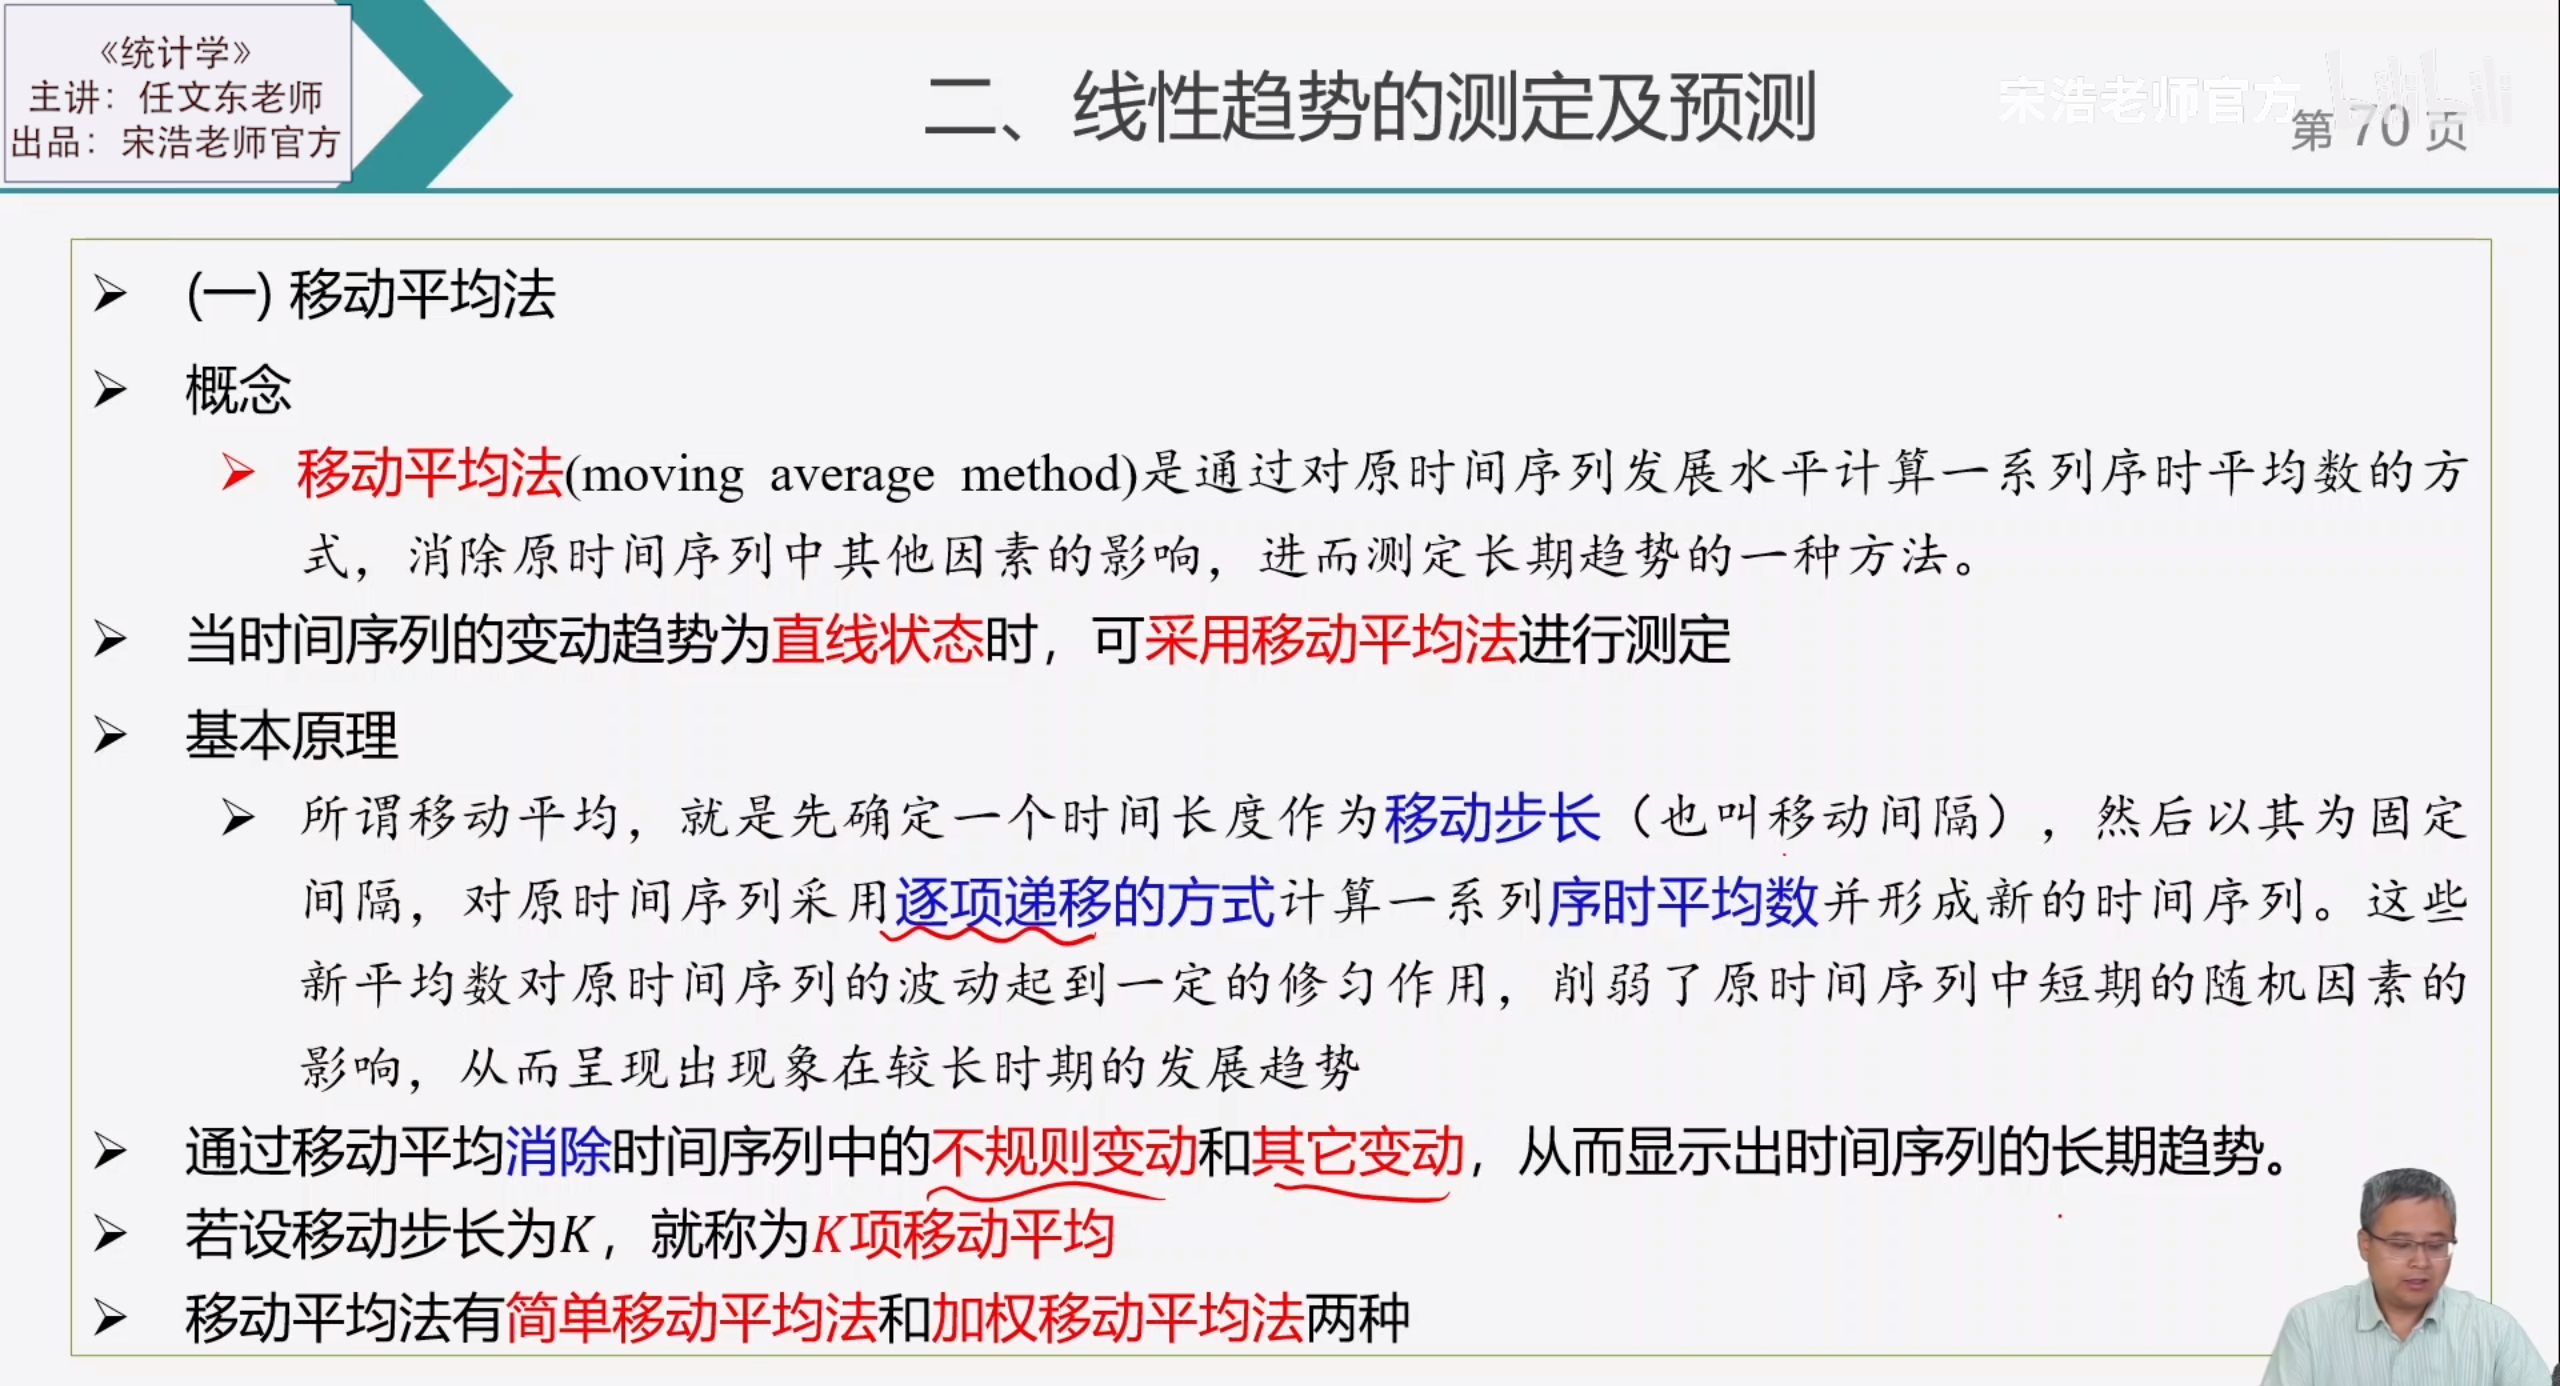 《统计学》
主讲：任文东老师
出品：宋浩老师官方
二、线性趋势的测定及预测
宋浩老师官方 bilibili
第 70 页
(一) 移动平均法
概念
移动平均法(moving average method)是通过对原时间序列发展水平计算一系列序时平均数的方
式，消除原时间序列中其他因素的影响，进而测定长期趋势的一种方法。
当时间序列的变动趋势为直线状态时，可采用移动平均法进行测定
基本原理
所谓移动平均，就是先确定一个时间长度作为移动步长（也叫移动间隔），然后以其为固定
间隔，对原时间序列采用逐项递移的方式计算一系列序时平均数并形成新的时间序列。这些
新平均数对原时间序列的波动起到一定的修匀作用，削弱了原时间序列中短期的随机因素的
影响，从而呈现出现象在较长时期的发展趋势
通过移动平均消除时间序列中的不规则变动和其它变动，从而显示出时间序列的长期趋势。
若设移动步长为K，就称为K项移动平均
移动平均法有简单移动平均法和加权移动平均法两种